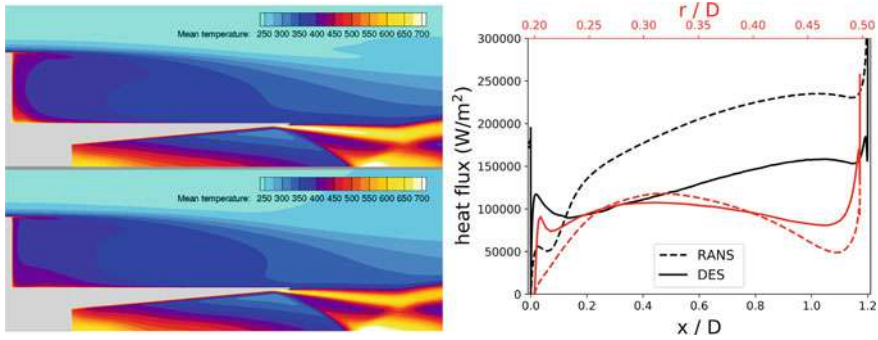 Mean temperature: 250 300 350 400 450 500 550 600 650 700
Mean temperature: 250 300 350 400 450 500 550 600 650 700
r / D
0.20 0.25 0.30 0.35 0.40 0.45 0.50
heat flux (W/m²)
300000
250000
200000
150000
100000
50000
0
RANS
DES
0.0 0.2 0.4 0.6 0.8 1.0 1.2
x / D